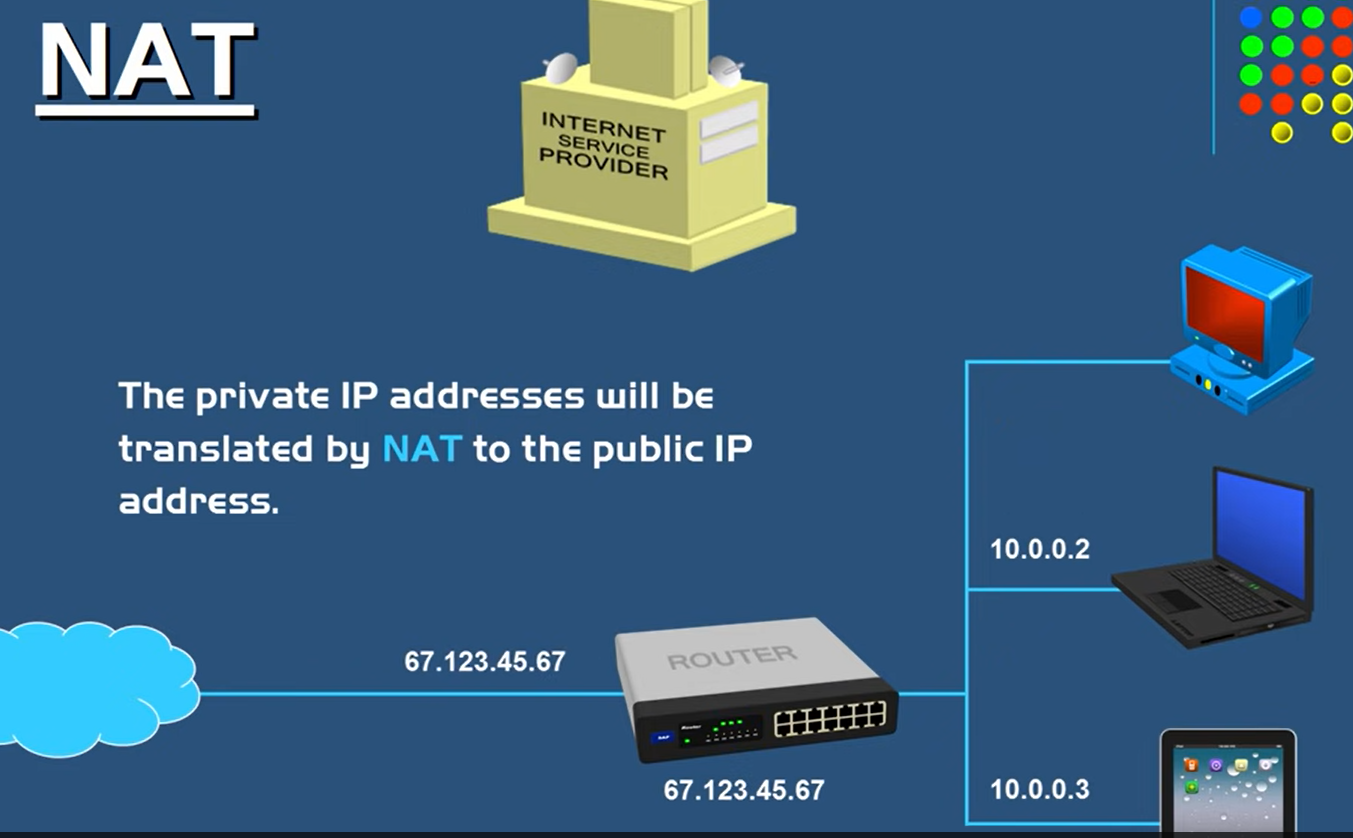 NAT
INTERNET
SERVICE
PROVIDER
The private IP addresses will be
translated by NAT to the public IP
address.
10.0.0.2
67.123.45.67
ROUTER
67.123.45.67
10.0.0.3